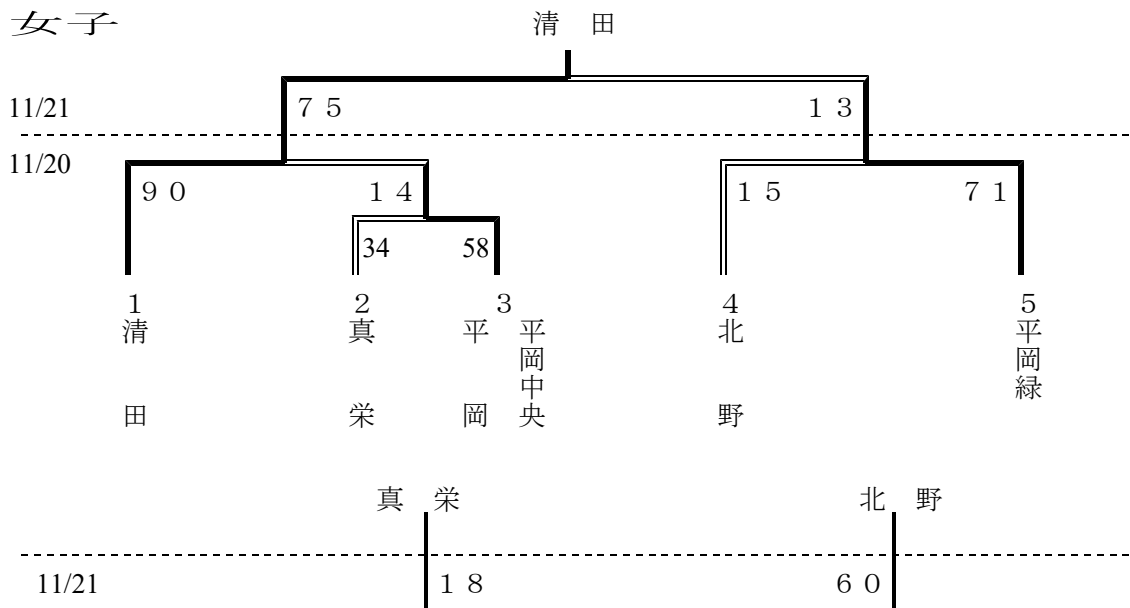 女子
清 田
11/21 ７５ １３
11/20
９０ １４ １５ ７１
34 58
１ ２ ３ ４ ５
清田
真栄
平岡
平岡中央
北野
平岡緑
真 栄 北 野
11/21 １８ ６０